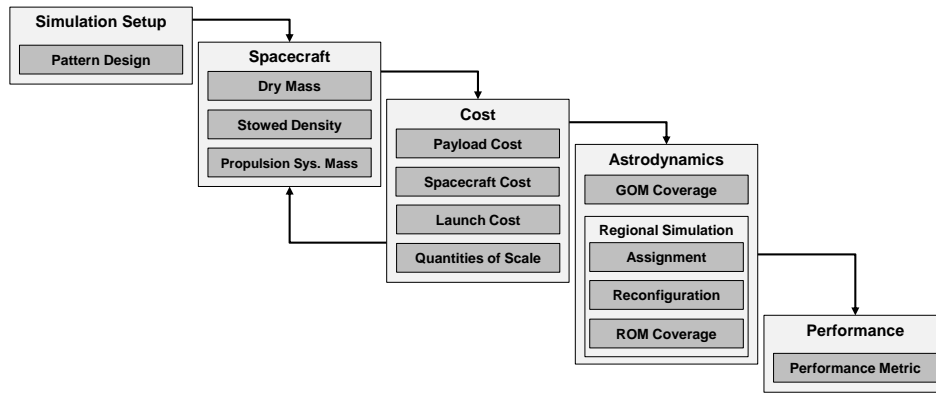 Simulation Setup
Pattern Design
Spacecraft
Dry Mass
Stowed Density
Propulsion Sys. Mass
Cost
Payload Cost
Spacecraft Cost
Launch Cost
Quantities of Scale
Astrodynamics
GOM Coverage
Regional Simulation
Assignment
Reconfiguration
ROM Coverage
Performance
Performance Metric